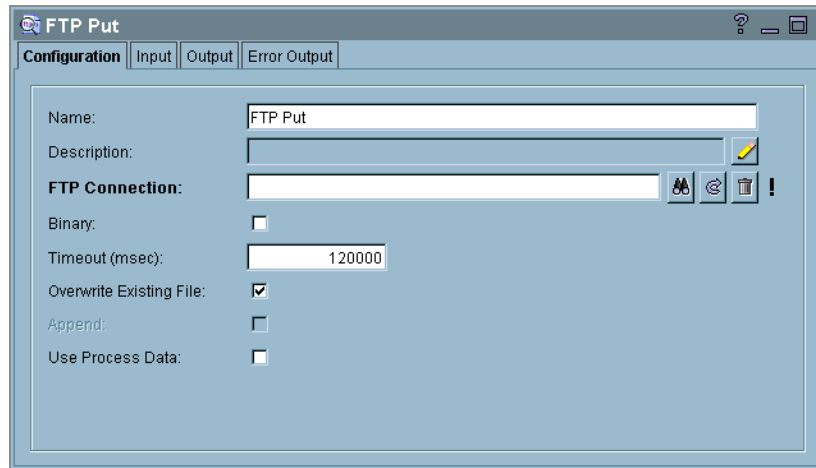 FTP Put
Configuration Input Output Error Output
Name: FTP Put
Description:
FTP Connection: !
Binary:
Timeout (msec): 120000
Overwrite Existing File:
Append:
Use Process Data: